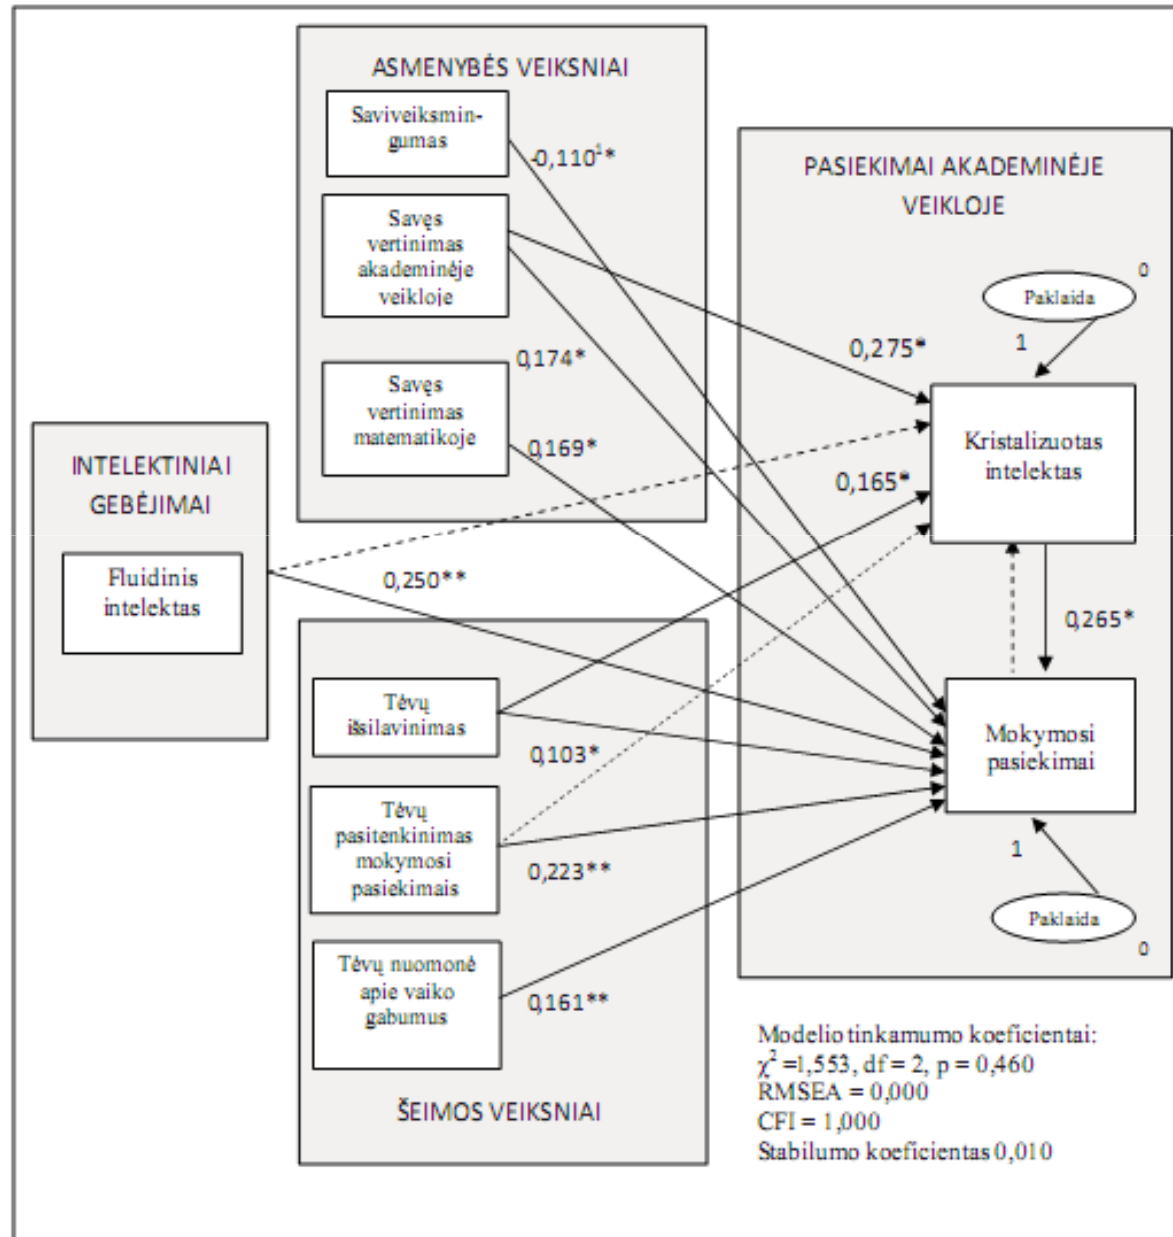 ASMENYBĖS VEIKSNIAI
Saviveiksmin-
gumas
-0,110¹*
Savęs
vertinimas
akademinėje
veikloje
0,174*
0,275*
Savęs
vertinimas
matematikoje
0,169*
0,165*
PASIEKIMAI AKADEMINĖJE
VEIKLOJE
0
Paklaida
1
Kristalizuotas
intelektas
0,265*
Mokymosi
pasiekimai
1
Paklaida
0
INTELEKTINIAI
GEBĖJIMAI
Fluidinis
intelektas
0,250**
Tėvų
išsilavinimas
0,103*
Tėvų
pasitenkinimas
mokymosi
pasiekimais
0,223**
Tėvų nuomonė
apie vaiko
gabumus
0,161**
ŠEIMOS VEIKSNIAI
Modelio tinkamumo koeficientai:
χ² =1,553, df = 2, p = 0,460
RMSEA = 0,000
CFI = 1,000
Stabilumo koeficientas 0,010